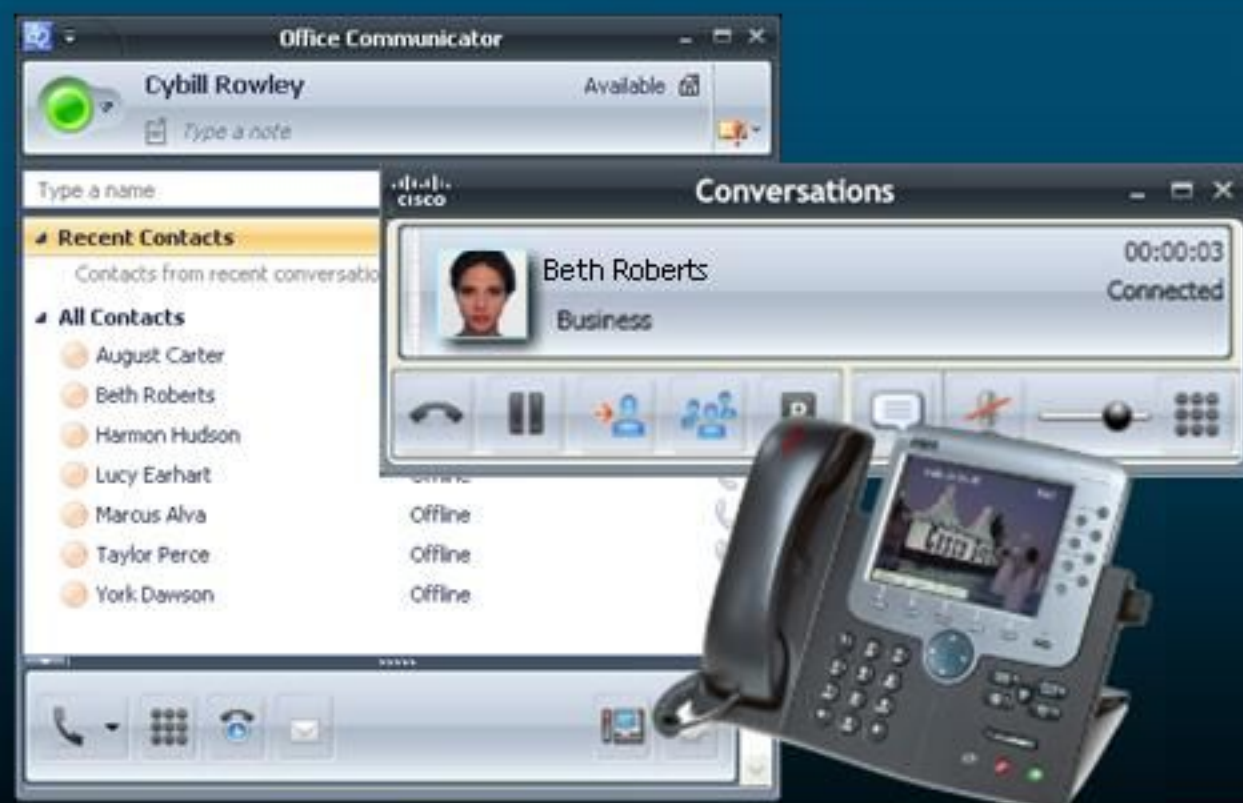 Office Communicator
Cybill Rowley
Available
Type a note
Type a name
Recent Contacts
Contacts from recent conversatio
All Contacts
August Carter
Beth Roberts
Harmon Hudson
Lucy Earhart
Offline
Marcus Alva
Offline
Taylor Perce
Offline
York Dawson
Offline
CISCO
Conversations
Beth Roberts
Business
00:00:03
Connected